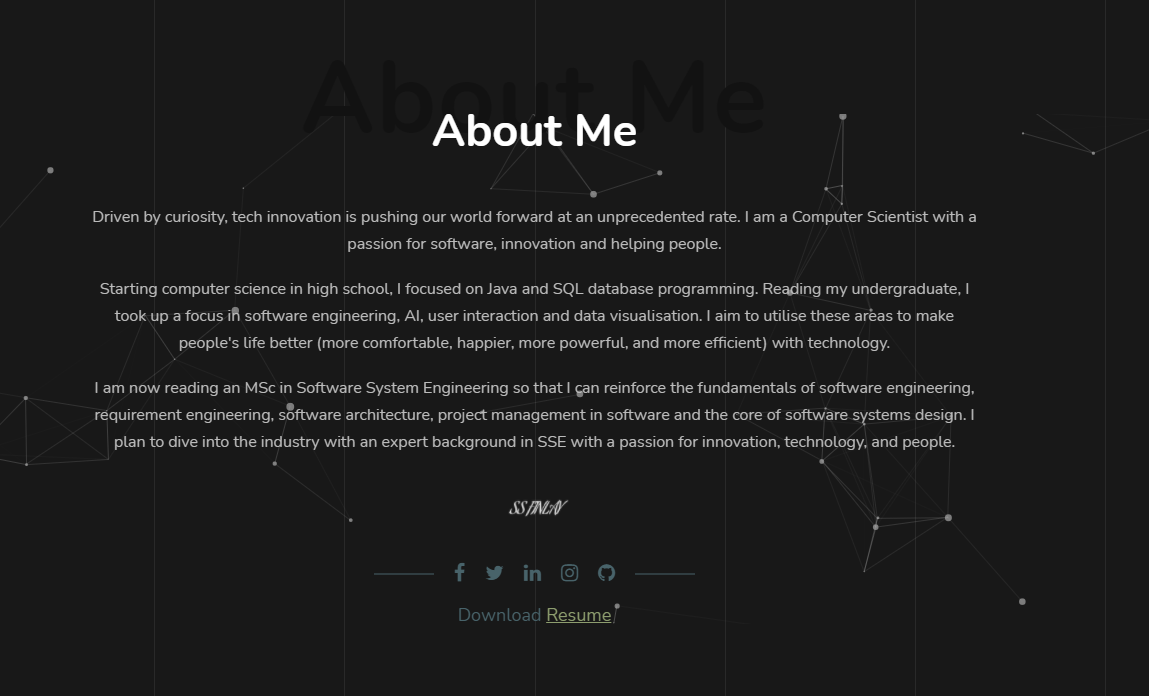 About Me
About Me
Driven by curiosity, tech innovation is pushing our world forward at an unprecedented rate. I am a Computer Scientist with a
passion for software, innovation and helping people.
Starting computer science in high school, I focused on Java and SQL database programming. Reading my undergraduate, I
took up a focus in software engineering, AI, user interaction and data visualisation. I aim to utilise these areas to make
people's life better (more comfortable, happier, more powerful, and more efficient) with technology.
I am now reading an MSc in Software System Engineering so that I can reinforce the fundamentals of software engineering,
requirement engineering, software architecture, project management in software and the core of software systems design. I
plan to dive into the industry with an expert background in SSE with a passion for innovation, technology, and people.
Download Resume